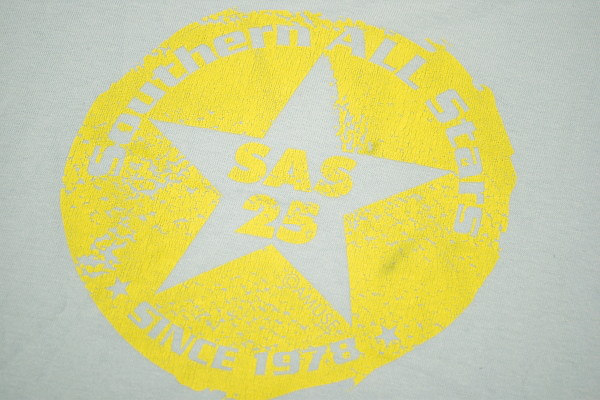 Southern ALL Stars
SAS
25
SINCE 1978